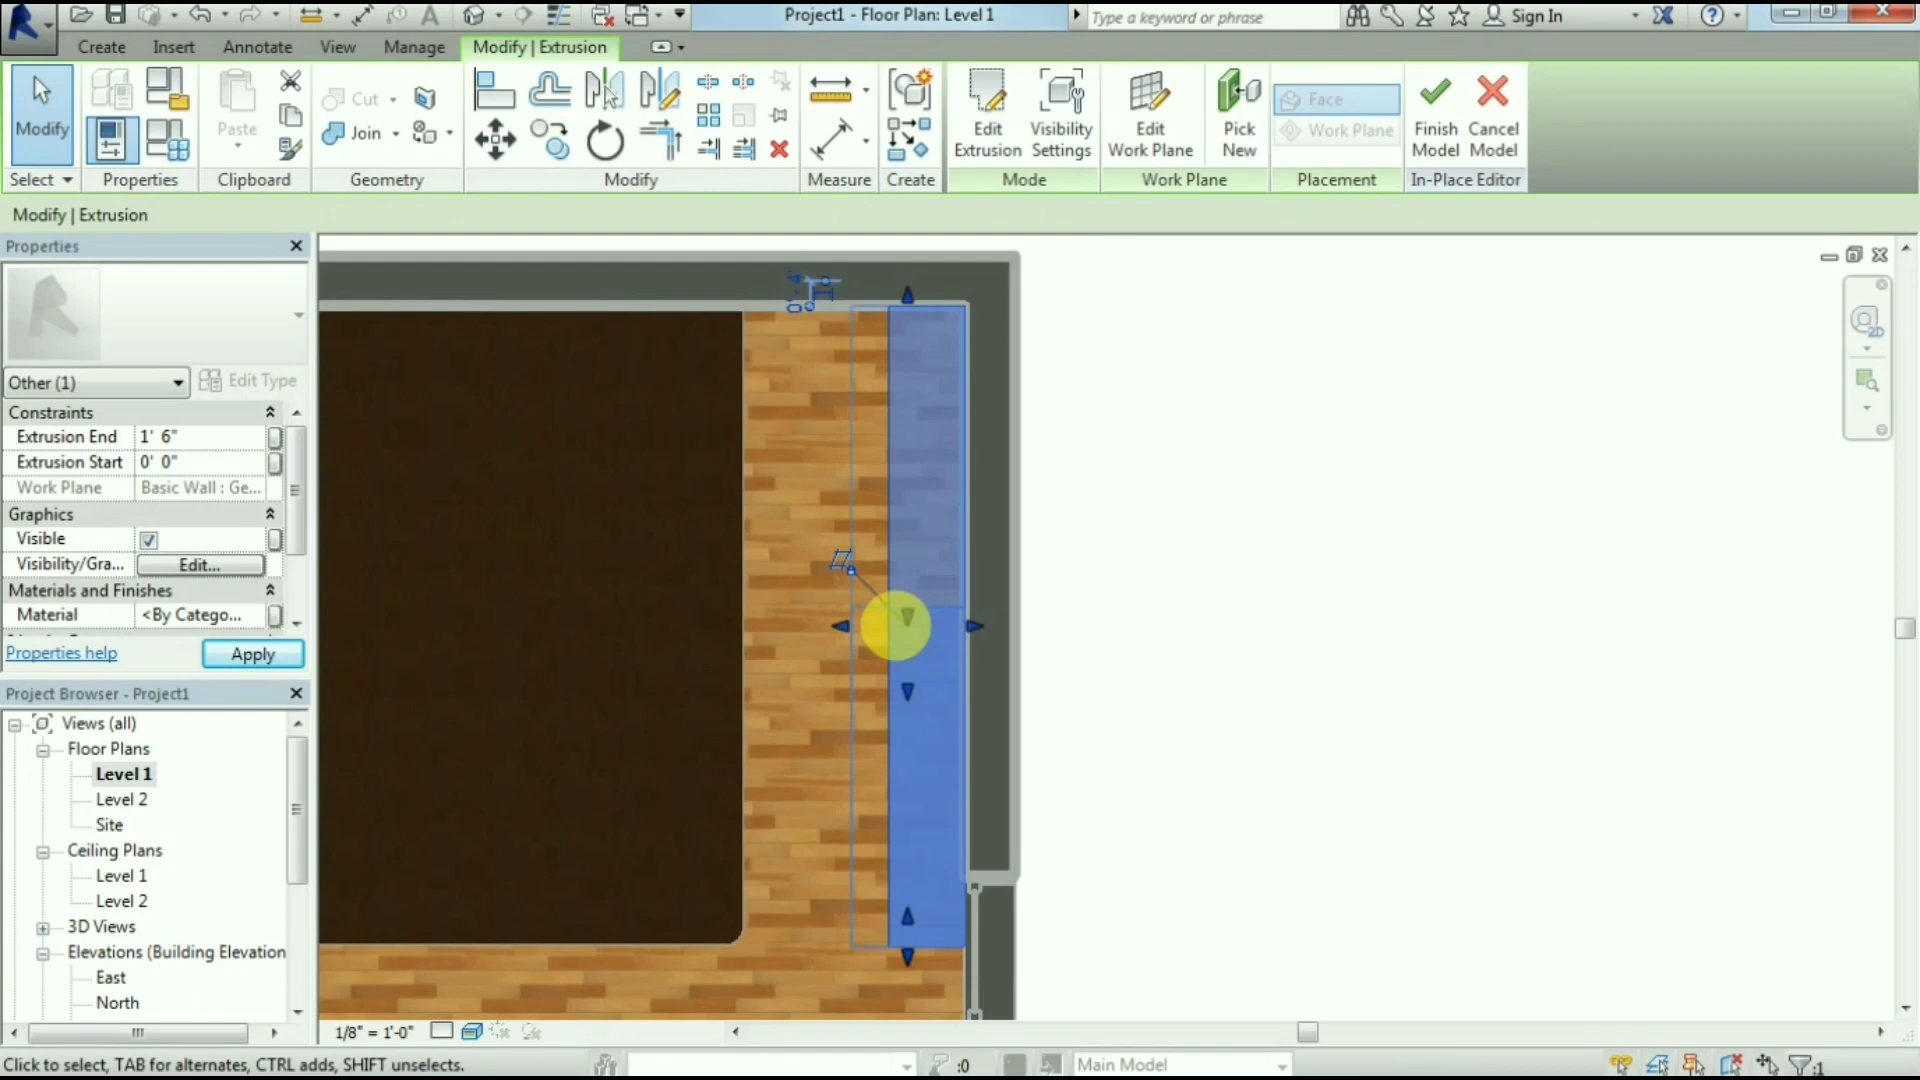 Project1 - Floor Plan: Level 1
Type a keyword or phrase
Sign In
Create Insert Annotate View Manage Modify | Extrusion
Modify
Paste
Cut
Join
Edit Extrusion
Visibility Settings
Edit Work Plane
Pick New
Face
Work Plane
Finish Model
Cancel Model
Select Properties Clipboard Geometry Modify Measure Create Mode Work Plane Placement In-Place Editor
Modify | Extrusion
Properties
Other (1) Edit Type
Constraints
Extrusion End 1' 6"
Extrusion Start 0' 0"
Work Plane Basic Wall : Ge...
Graphics
Visible
Visibility/Gra... Edit...
Materials and Finishes
Material <By Catego...
Properties help Apply
Project Browser - Project1
Views (all)
Floor Plans
Level 1
Level 2
Site
Ceiling Plans
Level 1
Level 2
3D Views
Elevations (Building Elevation
East
North
2D
1/8" = 1'-0"
Click to select, TAB for alternates, CTRL adds, SHIFT unselects.
:0
Main Model
:1